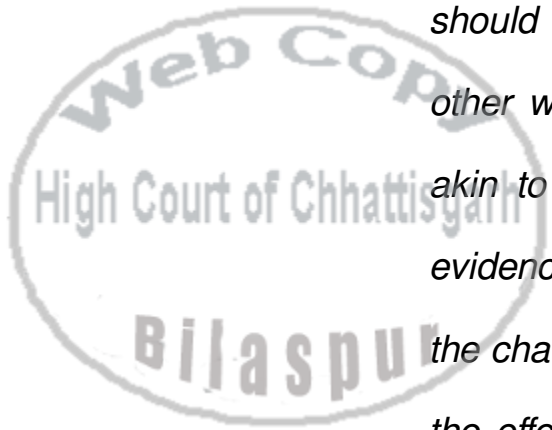 should
other w
Web Copy
High Court of Chhattisgarh
akin to
evidenc
Bilaspur
the cha
the effe